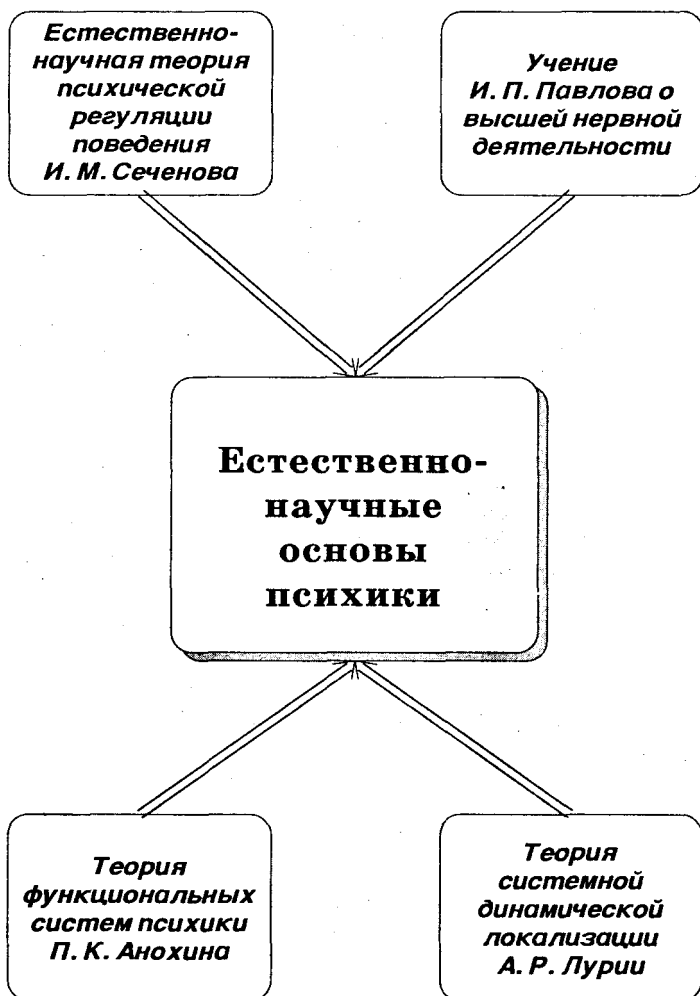 Естественно-
научная теория
психической
регуляции
поведения
И. М. Сеченова
Учение
И. П. Павлова о
высшей нервной
деятельности
Естественно-
научные
основы
психики
Теория
функциональных
систем психики
П. К. Анохина
Теория
системной
динамической
локализации
А. Р. Лурии